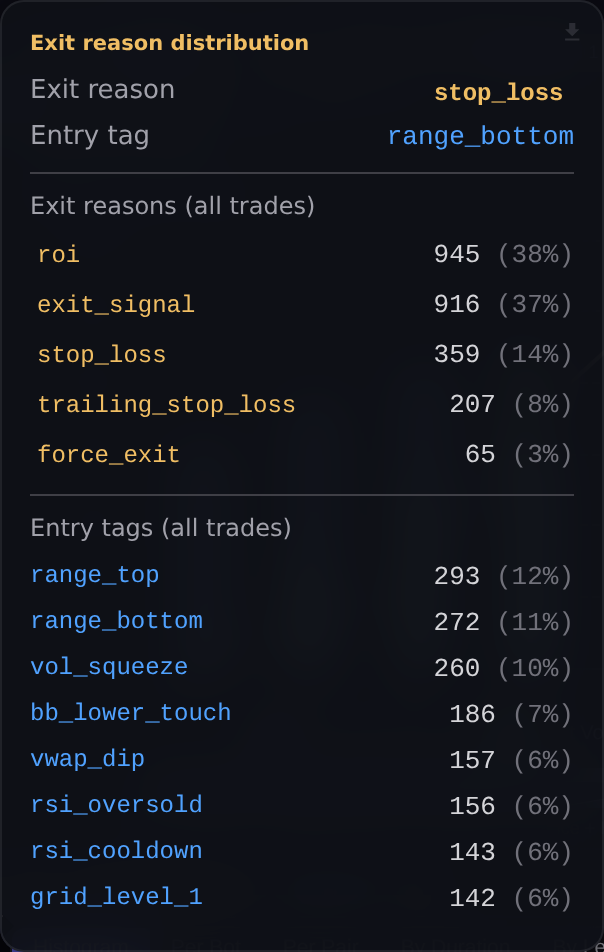 Exit reason distribution
Exit reason stop_loss
Entry tag range_bottom
Exit reasons (all trades)
roi 945 (38%)
exit_signal 916 (37%)
stop_loss 359 (14%)
trailing_stop_loss 207 (8%)
force_exit 65 (3%)
Entry tags (all trades)
range_top 293 (12%)
range_bottom 272 (11%)
vol_squeeze 260 (10%)
bb_lower_touch 186 (7%)
vwap_dip 157 (6%)
rsi_oversold 156 (6%)
rsi_cooldown 143 (6%)
grid_level_1 142 (6%)